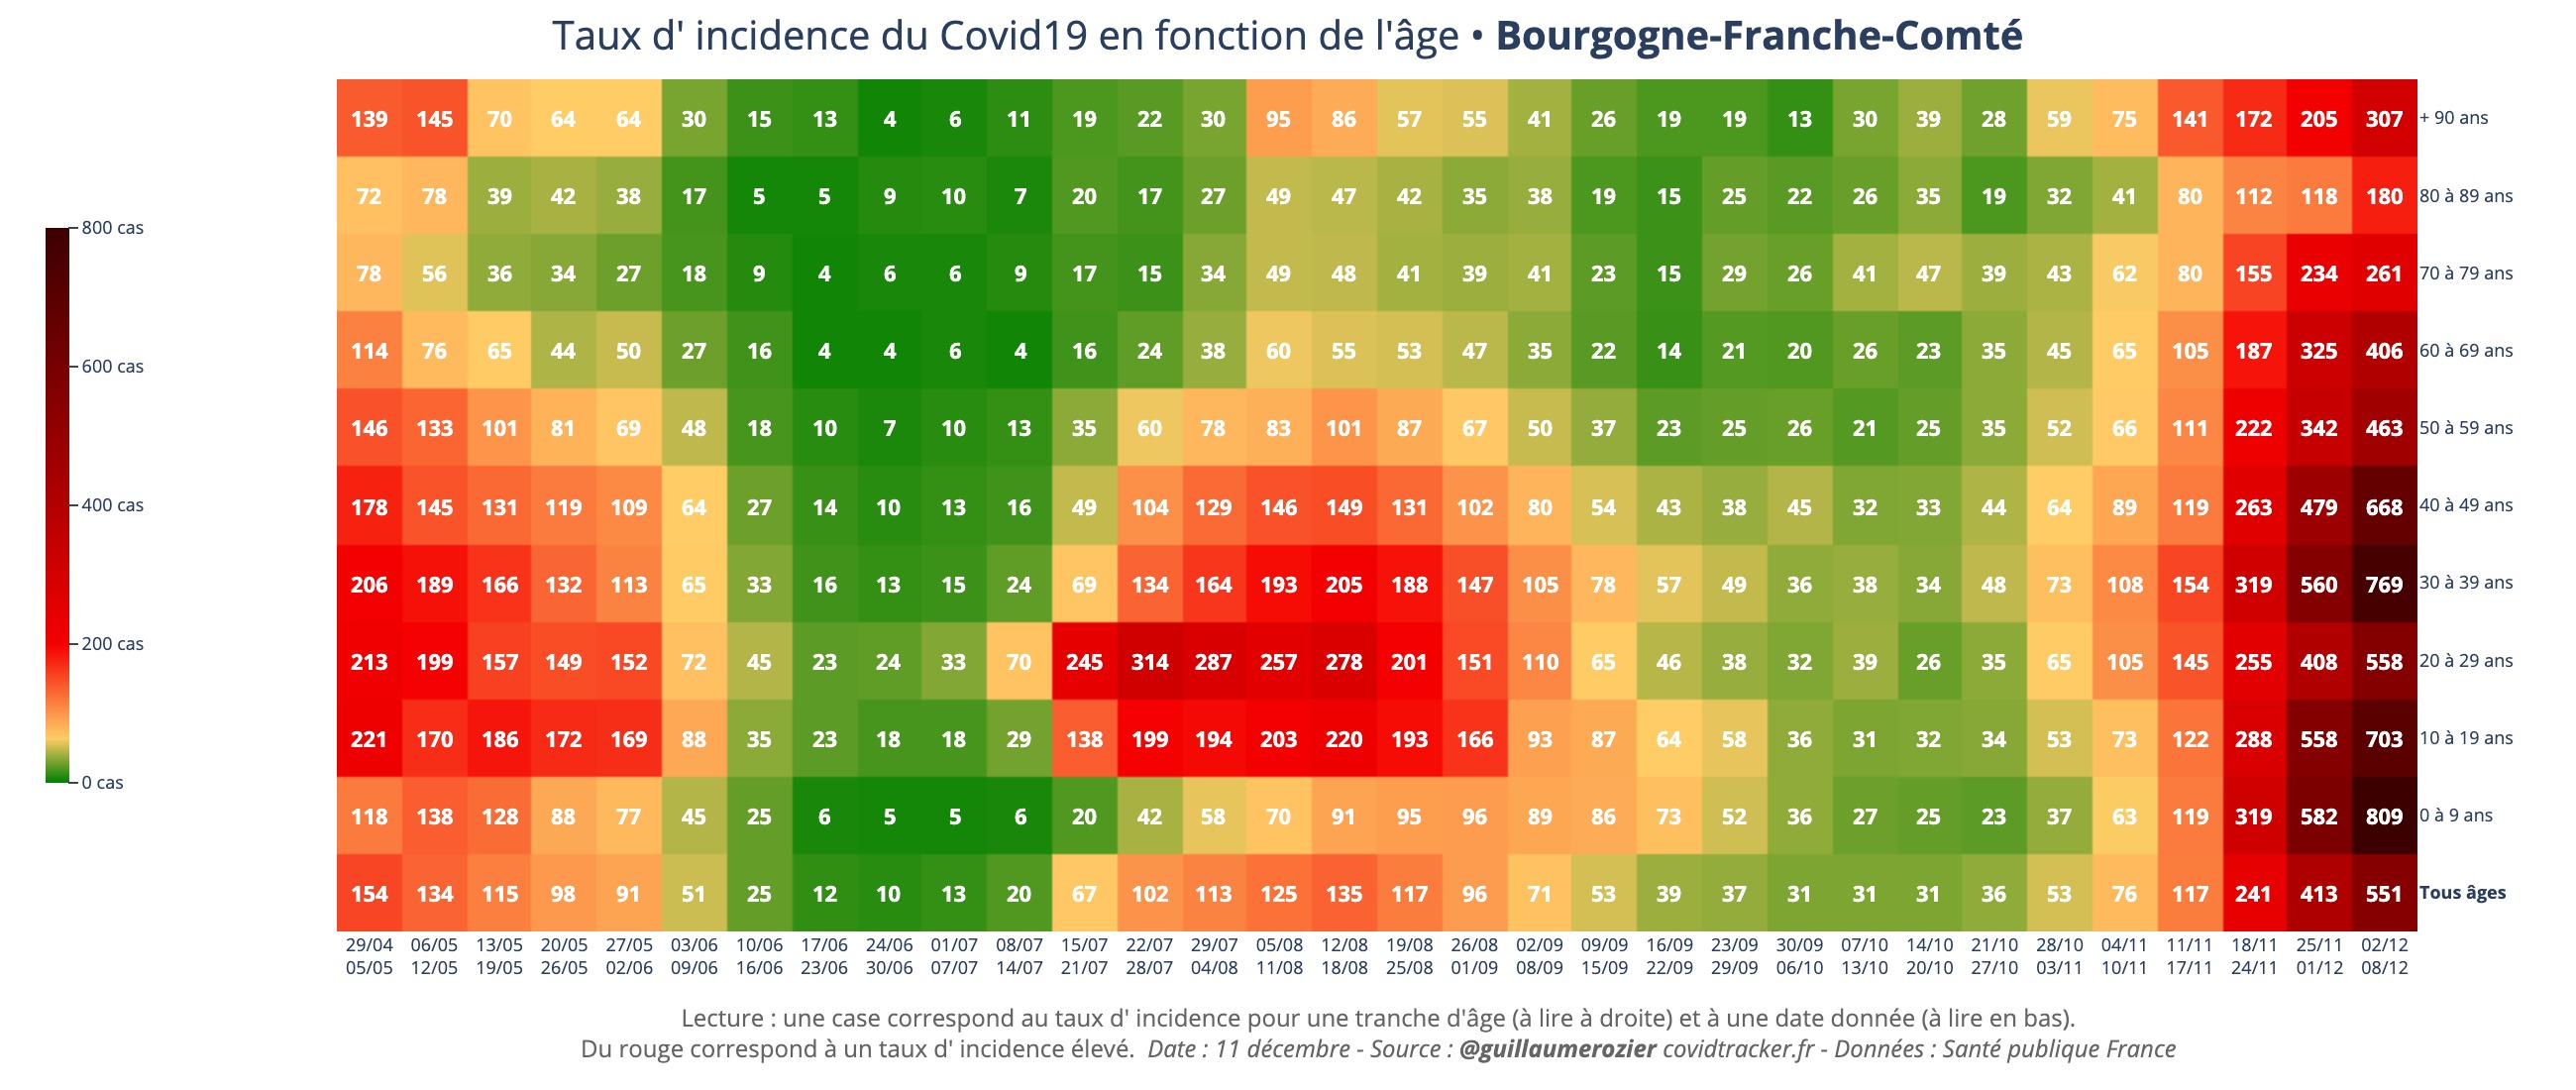 Taux d' incidence du Covid19 en fonction de l'âge • Bourgogne-Franche-Comté
800 cas
600 cas
400 cas
200 cas
0 cas
139 145 70 64 64 30 15 13 4 6 11 19 22 30 95 86 57 55 41 26 19 19 13 30 39 28 59 75 141 172 205 307 + 90 ans
72 78 39 42 38 17 5 5 9 10 7 20 17 27 49 47 42 35 38 19 15 25 22 26 35 19 32 41 80 112 118 180 80 à 89 ans
78 56 36 34 27 18 9 4 6 6 9 17 15 34 49 48 41 39 41 23 15 29 26 41 47 39 43 62 80 155 234 261 70 à 79 ans
114 76 65 44 50 27 16 4 4 6 4 16 24 38 60 55 53 47 35 22 14 21 20 26 23 35 45 65 105 187 325 406 60 à 69 ans
146 133 101 81 69 48 18 10 7 10 13 35 60 78 83 101 87 67 50 37 23 25 26 21 25 35 52 66 111 222 342 463 50 à 59 ans
178 145 131 119 109 64 27 14 10 13 16 49 104 129 146 149 131 102 80 54 43 38 45 32 33 44 64 89 119 263 479 668 40 à 49 ans
206 189 166 132 113 65 33 16 13 15 24 69 134 164 193 205 188 147 105 78 57 49 36 38 34 48 73 108 154 319 560 769 30 à 39 ans
213 199 157 149 152 72 45 23 24 33 70 245 314 287 257 278 201 151 110 65 46 38 32 39 26 35 65 105 145 255 408 558 20 à 29 ans
221 170 186 172 169 88 35 23 18 18 29 138 199 194 203 220 193 166 93 87 64 58 36 31 32 34 53 73 122 288 558 703 10 à 19 ans
118 138 128 88 77 45 25 6 5 5 6 20 42 58 70 91 95 96 89 86 73 52 36 27 25 23 37 63 119 319 582 809 0 à 9 ans
154 134 115 98 91 51 25 12 10 13 20 67 102 113 125 135 117 96 71 53 39 37 31 31 31 36 53 76 117 241 413 551 Tous âges
29/04 06/05 13/05 20/05 27/05 03/06 10/06 17/06 24/06 01/07 08/07 15/07 22/07 29/07 05/08 12/08 19/08 26/08 02/09 09/09 16/09 23/09 30/09 07/10 14/10 21/10 28/10 04/11 11/11 18/11 25/11 02/12
05/05 12/05 19/05 26/05 02/06 09/06 16/06 23/06 30/06 07/07 14/07 21/07 28/07 04/08 11/08 18/08 25/08 01/09 08/09 15/09 22/09 29/09 06/10 13/10 20/10 27/10 03/11 10/11 17/11 24/11 01/12 08/12
Lecture : une case correspond au taux d' incidence pour une tranche d'âge (à lire à droite) et à une date donnée (à lire en bas).
Du rouge correspond à un taux d' incidence élevé. Date : 11 décembre - Source : @guillaumerozier covidtracker.fr - Données : Santé publique France